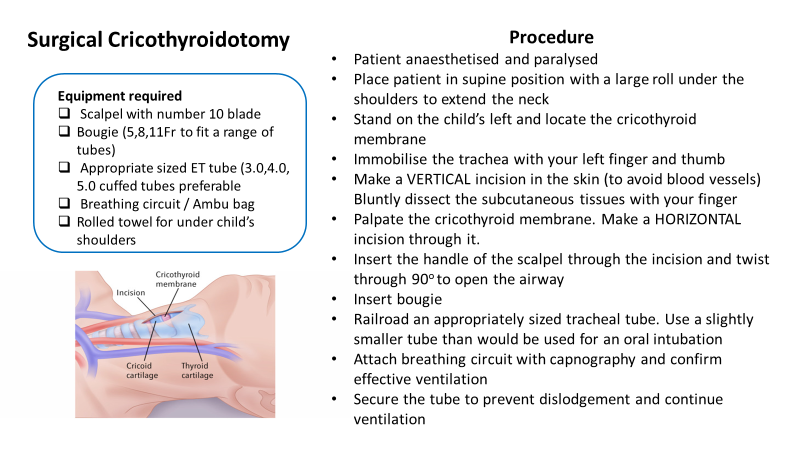 Surgical Cricothyroidotomy
Equipment required
❑ Scalpel with number 10 blade
❑ Bougie (5,8,11Fr to fit a range of
tubes)
❑ Appropriate sized ET tube (3.0,4.0,
5.0 cuffed tubes preferable
❑ Breathing circuit / Ambu bag
❑ Rolled towel for under child's
shoulders
Cricothyroid
membrane
Incision
Cricoid
cartilage
Thyroid
cartilage
Procedure
• Patient anaesthetised and paralysed
• Place patient in supine position with a large roll under the
shoulders to extend the neck
• Stand on the child's left and locate the cricothyroid
membrane
• Immobilise the trachea with your left finger and thumb
• Make a VERTICAL incision in the skin (to avoid blood vessels)
Bluntly dissect the subcutaneous tissues with your finger
• Palpate the cricothyroid membrane. Make a HORIZONTAL
incision through it.
• Insert the handle of the scalpel through the incision and twist
through 90° to open the airway
• Insert bougie
• Railroad an appropriately sized tracheal tube. Use a slightly
smaller tube than would be used for an oral intubation
• Attach breathing circuit with capnography and confirm
effective ventilation
• Secure the tube to prevent dislodgement and continue
ventilation